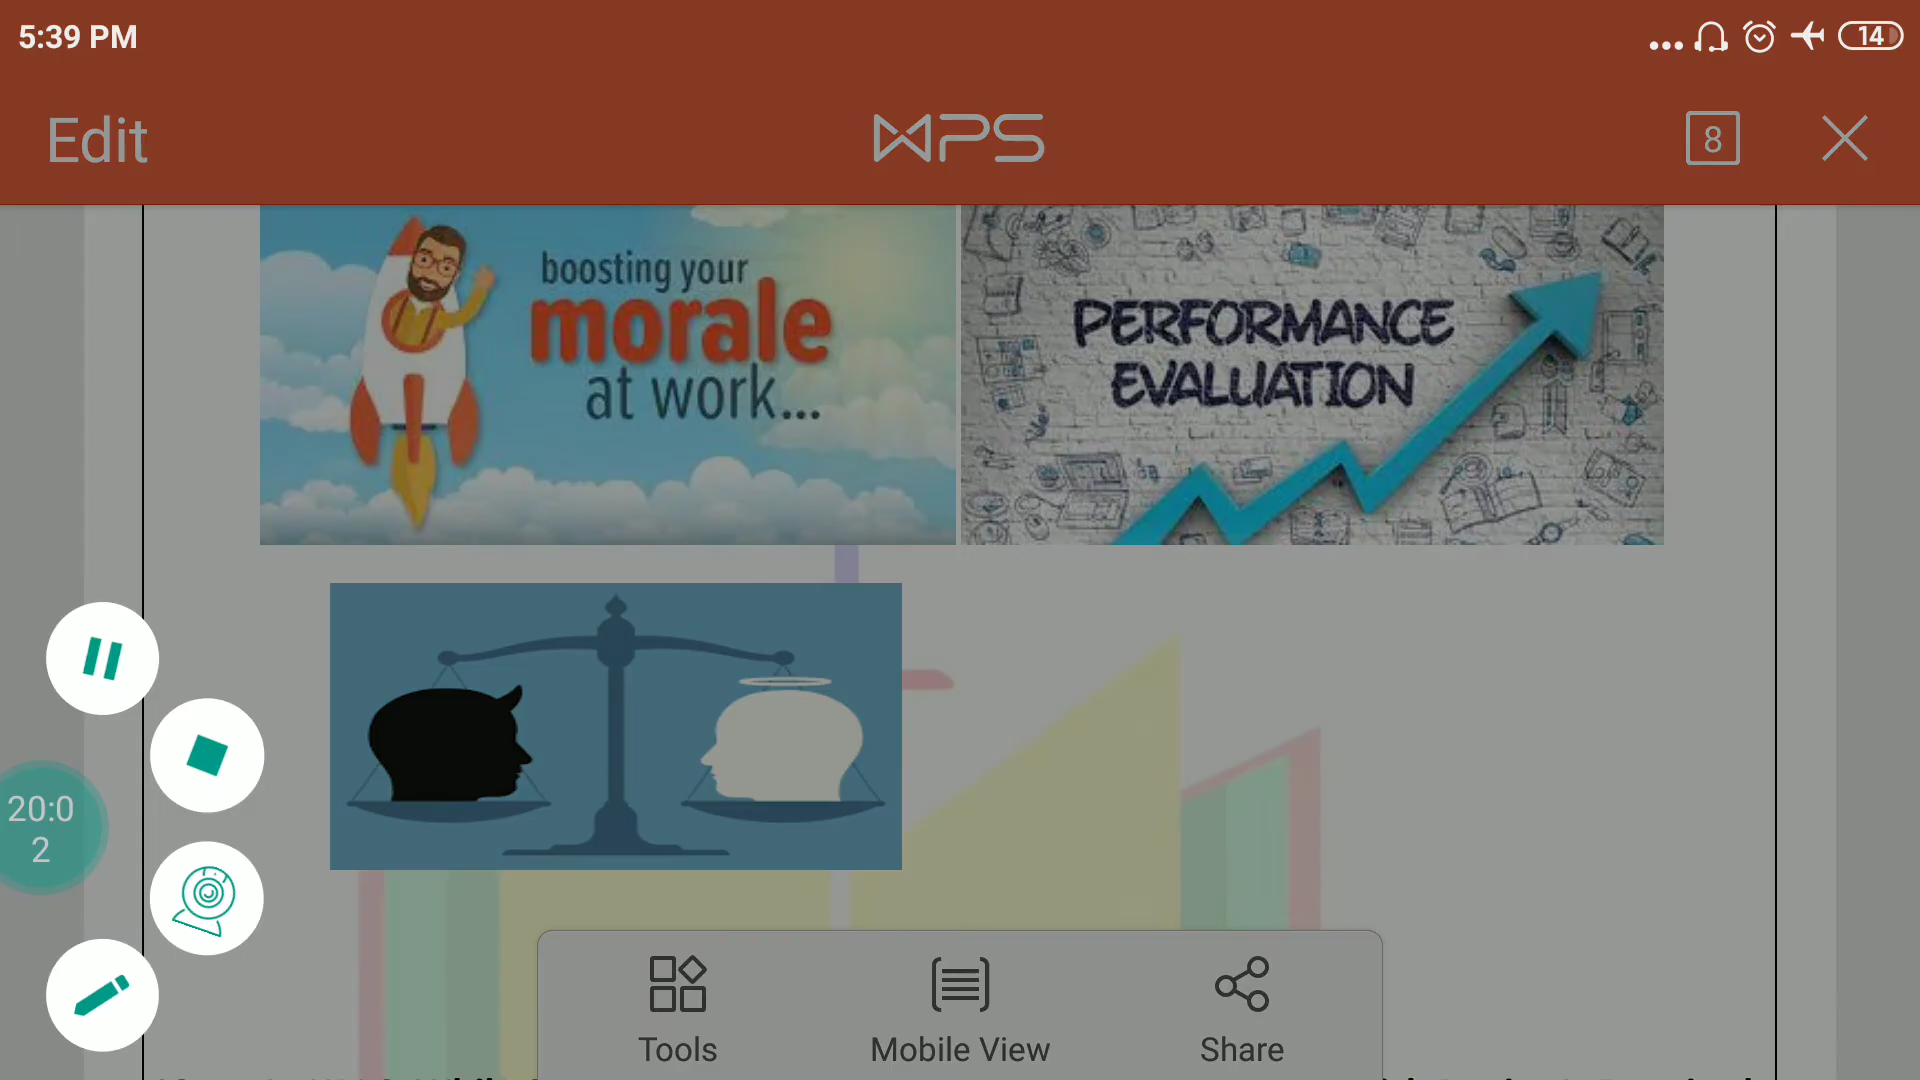 5:39 PM
14
Edit
WPS
8
boosting your
morale
at work...
PERFORMANCE
EVALUATION
20:0
2
Tools
Mobile View
Share